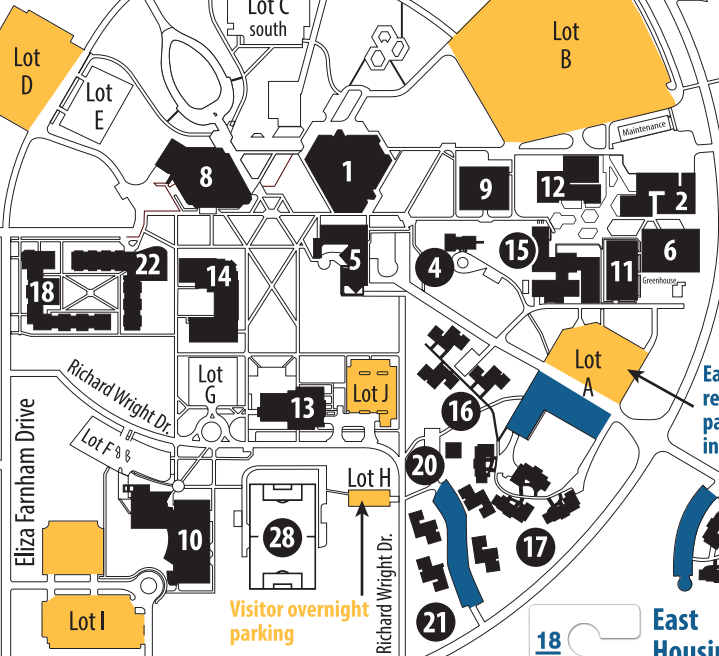 Lot C
south
Lot
B
Lot
D
Lot
E
Maintenance
8
1
9
12
2
22
18
14
5
4
15
11
6
Greenhouse
Lot
A
Richard Wright Dr.
Lot
G
Lot J
13
16
Eliza Farnham Drive
Lot F
20
Lot H
10
28
17
Richard Wright Dr.
Visitor overnight
parking
Lot I
21
18
East